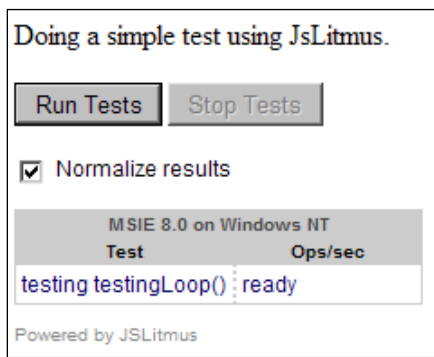 Doing a simple test using JsLitmus.
Run Tests Stop Tests
Normalize results
MSIE 8.0 on Windows NT
Test Ops/sec
testing testingLoop() ready
Powered by JSLitmus